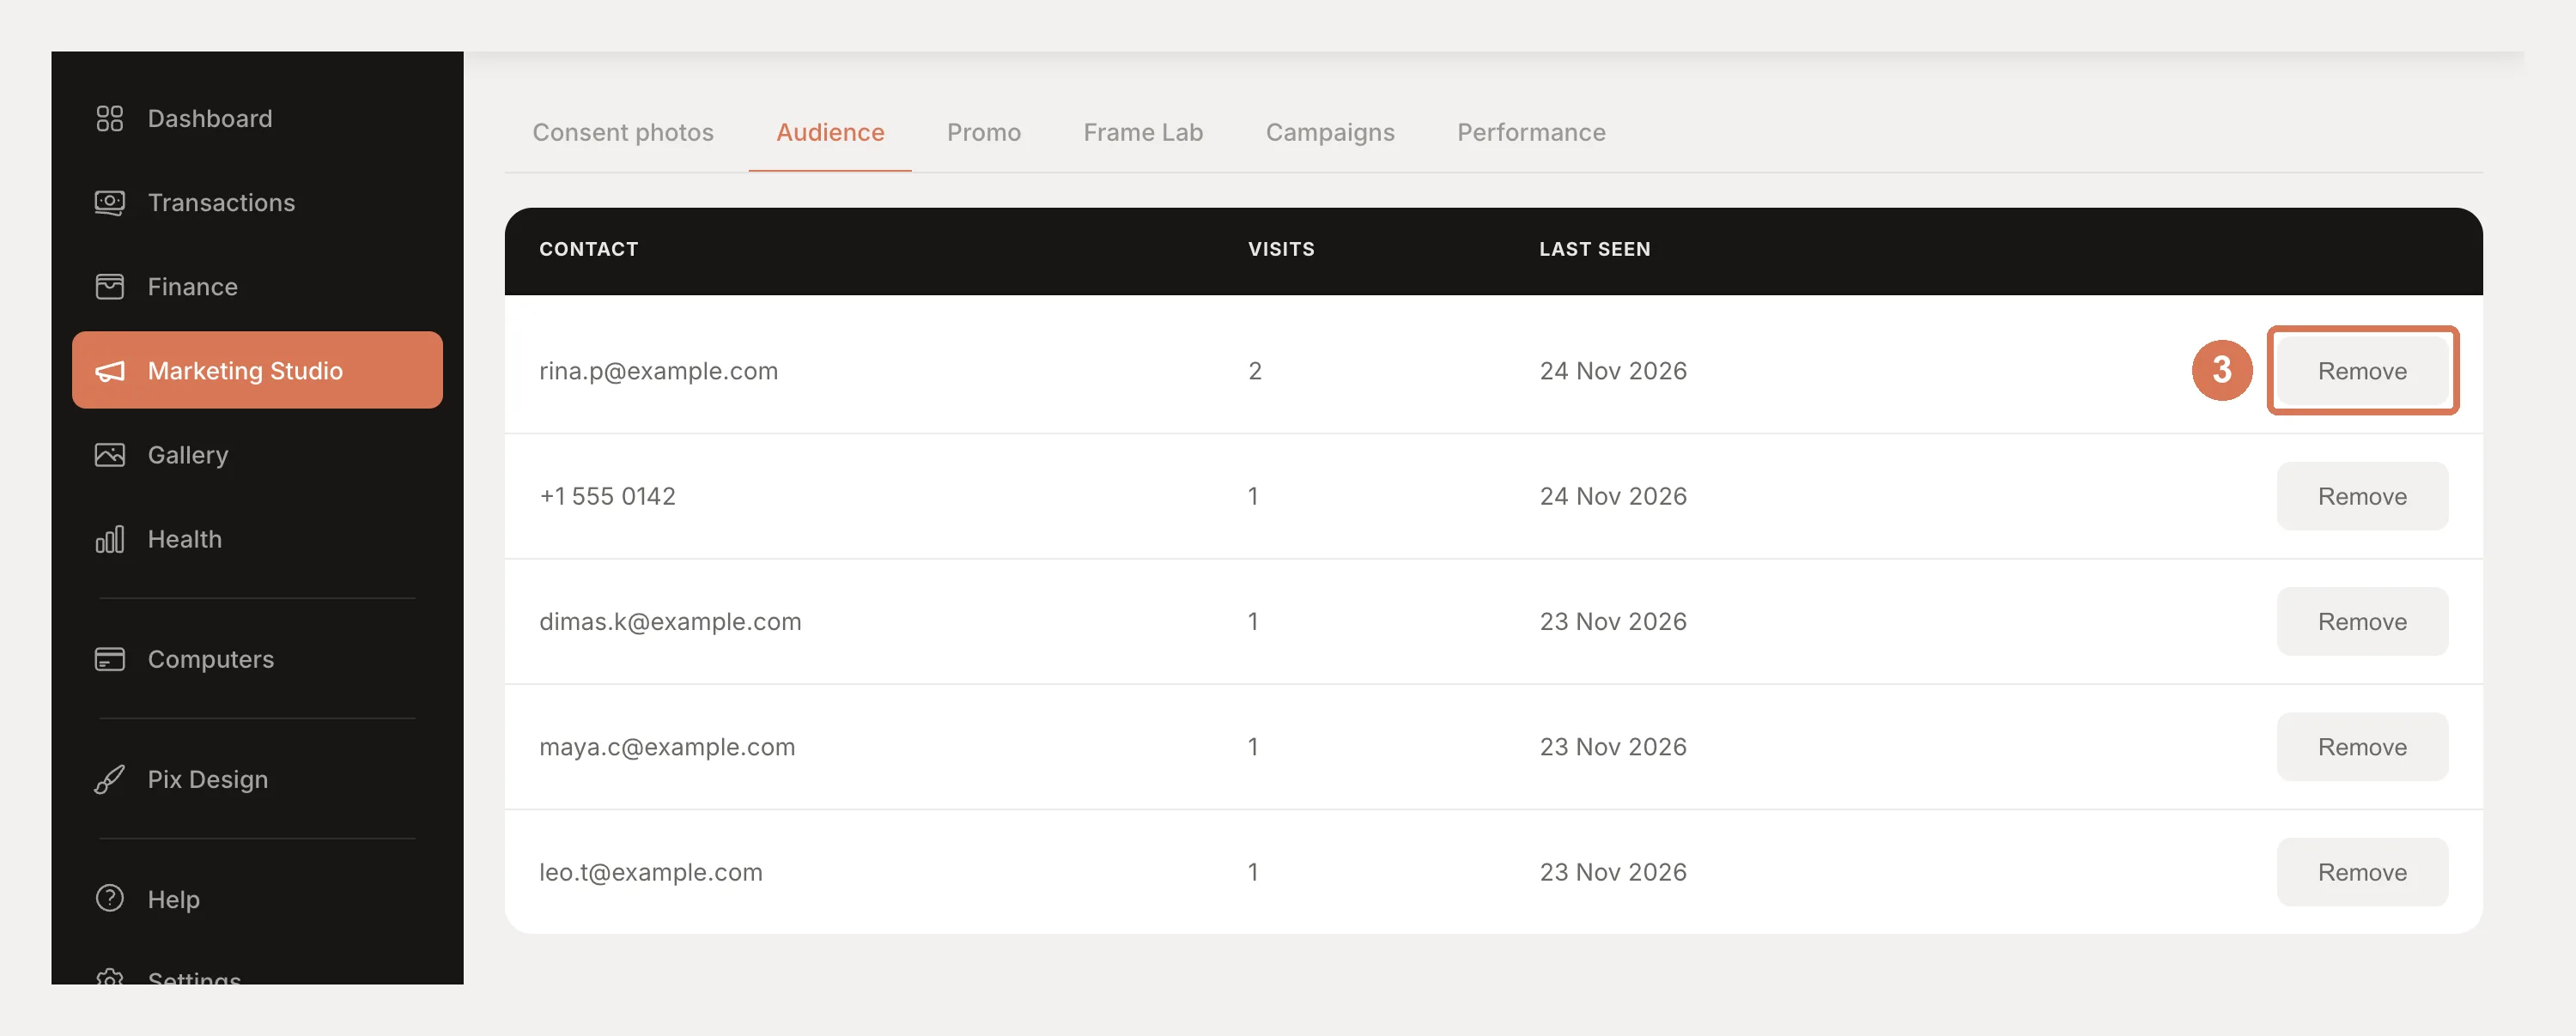 Dashboard
Transactions
Finance
Marketing Studio
Gallery
Health
Computers
Pix Design
Help
Settings
Consent photos Audience Promo Frame Lab Campaigns Performance
CONTACT VISITS LAST SEEN
rina.p@example.com 2 24 Nov 2026 3 Remove
+1 555 0142 1 24 Nov 2026 Remove
dimas.k@example.com 1 23 Nov 2026 Remove
maya.c@example.com 1 23 Nov 2026 Remove
leo.t@example.com 1 23 Nov 2026 Remove